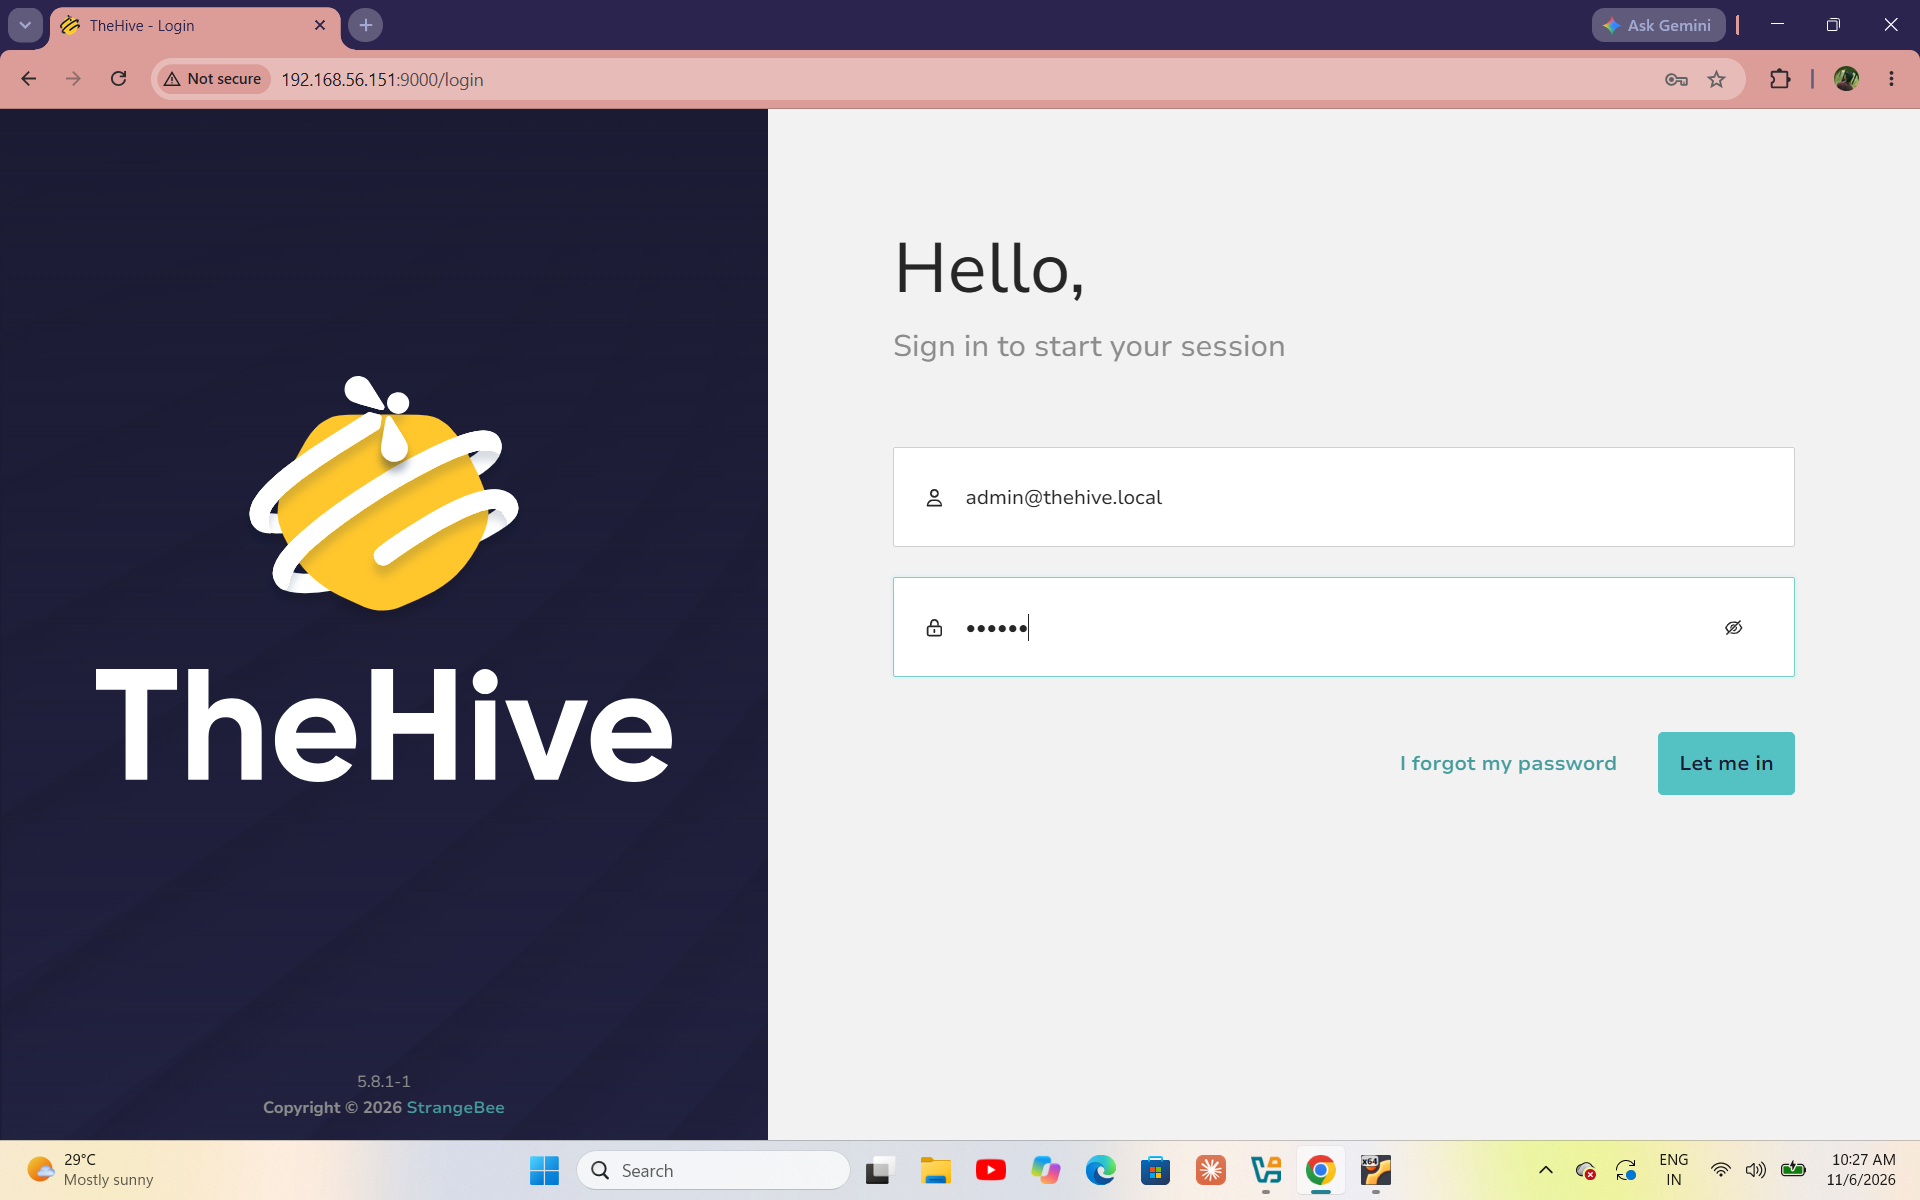 TheHive - Login
Ask Gemini
Not secure
192.168.56.151:9000/login
Hello,
Sign in to start your session
admin@thehive.local
••••••
I forgot my password
Let me in
TheHive
5.8.1-1
Copyright © 2026 StrangeBee
29°C
Mostly sunny
Search
x64
ENG
IN
10:27 AM
11/6/2026